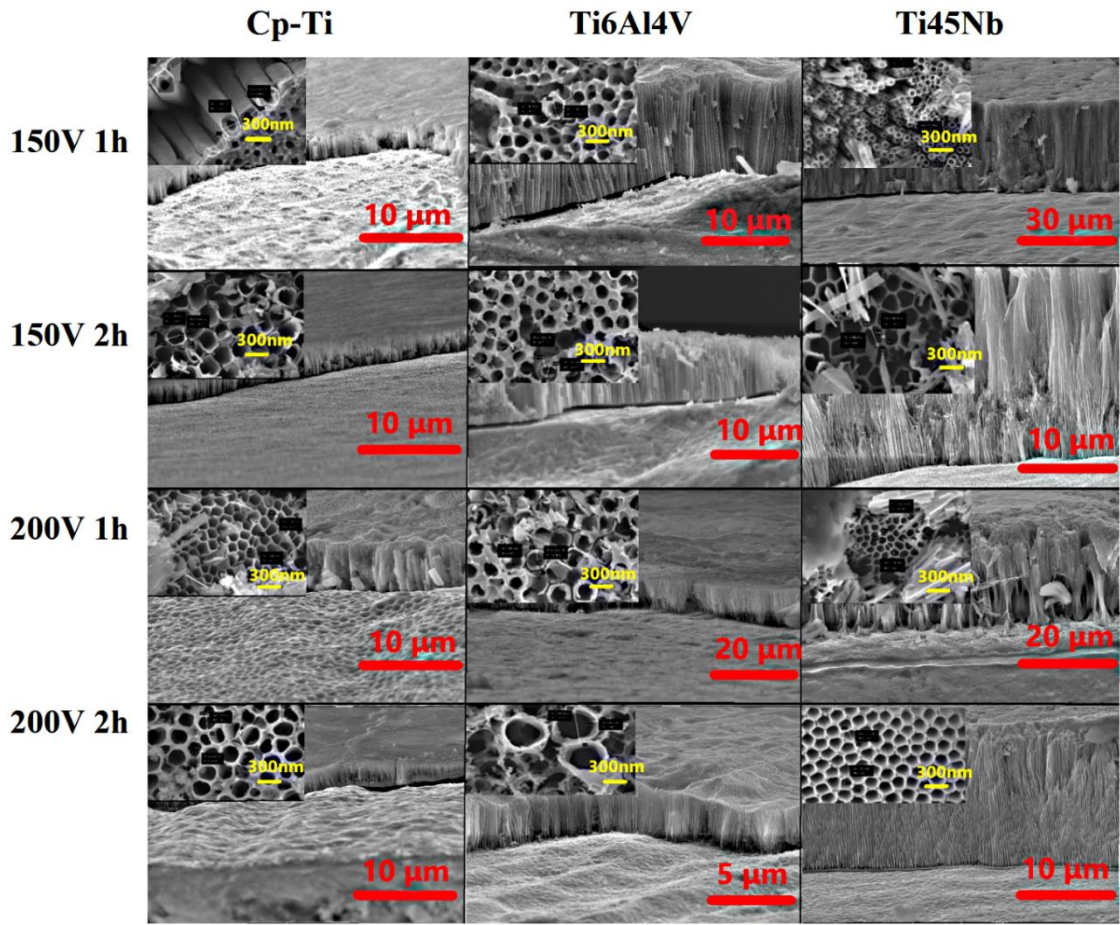 Cp-Ti Ti6Al4V Ti45Nb
150V 1h
300nm 300nm 300nm
10 µm 10 µm 30 µm
150V 2h
300nm 300nm 300nm
10 µm 10 µm 10 µm
200V 1h
300nm 300nm 300nm
10 µm 20 µm 20 µm
200V 2h
300nm 300nm 300nm
10 µm 5 µm 10 µm